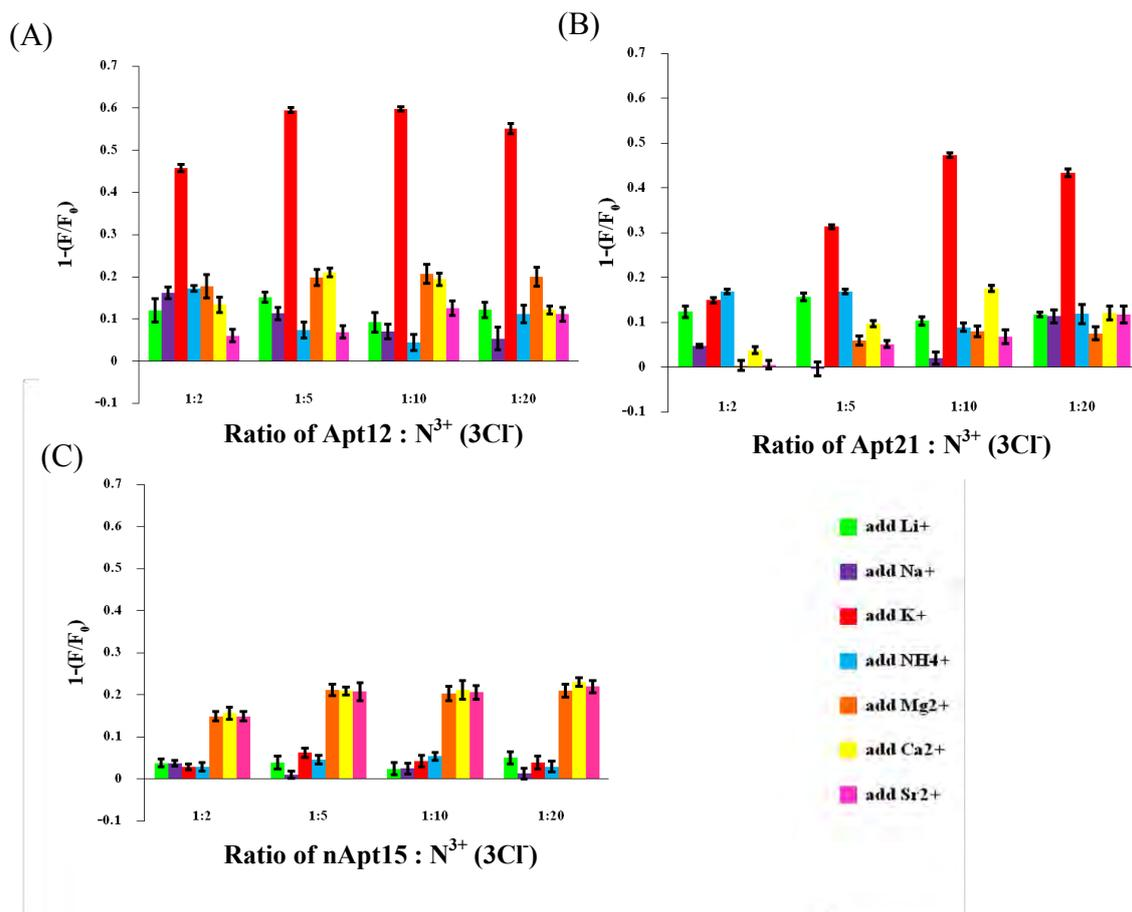 (A)
0.7
0.6
0.5
0.4
0.3
0.2
0.1
0
-0.1
1-(F/F₀)
1:2 1:5 1:10 1:20
Ratio of Apt12 : N³⁺ (3Cl⁻)
(B)
0.7
0.6
0.5
0.4
0.3
0.2
0.1
0
-0.1
1-(F/F₀)
1:2 1:5 1:10 1:20
Ratio of Apt21 : N³⁺ (3Cl⁻)
(C)
0.7
0.6
0.5
0.4
0.3
0.2
0.1
0
-0.1
1-(F/F₀)
1:2 1:5 1:10 1:20
Ratio of nApt15 : N³⁺ (3Cl⁻)
add Li+
add Na+
add K+
add NH4+
add Mg2+
add Ca2+
add Sr2+